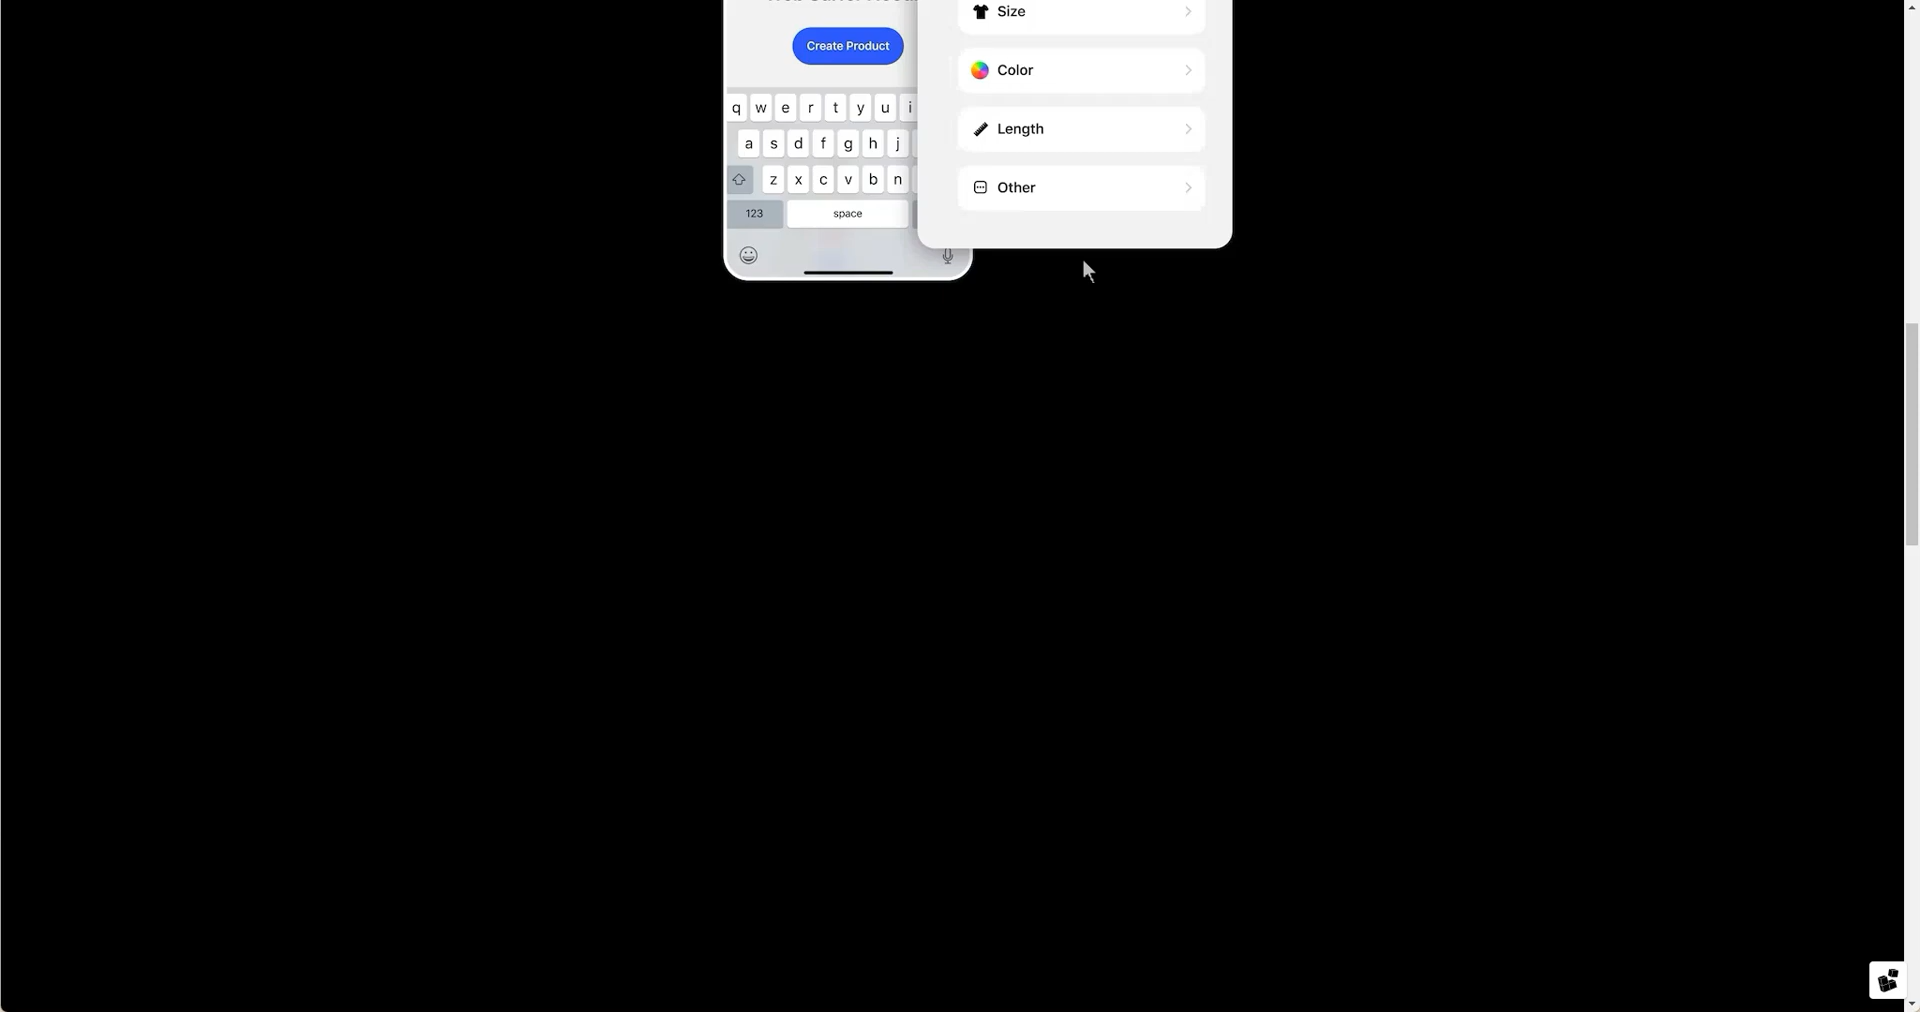 Size
Create Product
Color
q w e r t y u i
Length
a s d f g h j
z x c v b n
Other
123 space